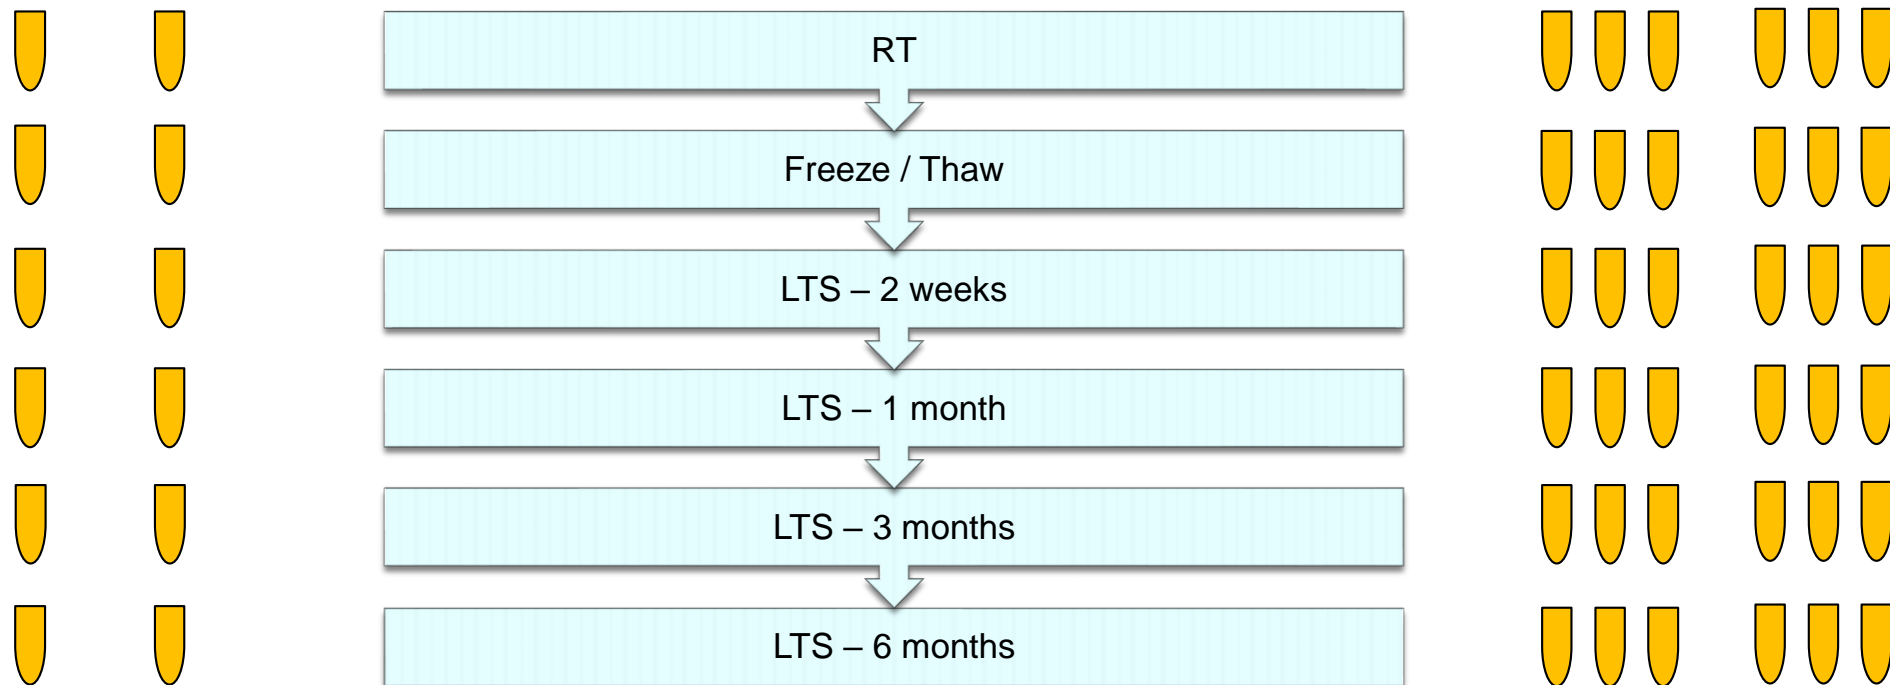 RT
Freeze / Thaw
LTS – 2 weeks
LTS – 1 month
LTS – 3 months
LTS – 6 months